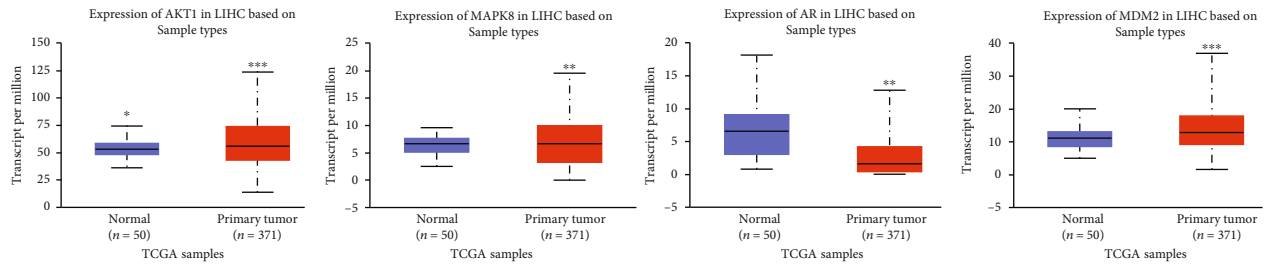 Expression of AKT1 in LIHC based on
Sample types
Transcript per million
150
125
100
75
50
25
0
*
***
Normal
(n = 50)
Primary tumor
(n = 371)
TCGA samples
Expression of MAPK8 in LIHC based on
Sample types
Transcript per million
25
20
15
10
5
0
–5
**
Normal
(n = 50)
Primary tumor
(n = 371)
TCGA samples
Expression of AR in LIHC based on
Sample types
Transcript per million
20
15
10
5
0
–5
**
Normal
(n = 50)
Primary tumor
(n = 371)
TCGA samples
Expression of MDM2 in LIHC based on
Sample types
Transcript per million
40
30
20
10
0
–10
***
Normal
(n = 50)
Primary tumor
(n = 371)
TCGA samples